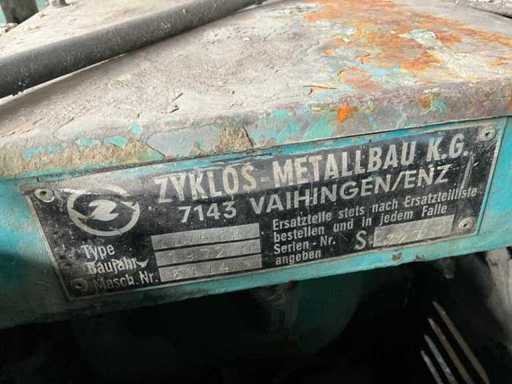 ZYKLOS-METALLBAU K.G.
7143 VAIHINGEN/ENZ
Type
Baujahr
Masch. Nr.
Ersatzteile stets nach Ersatzteilliste
bestellen und in jedem Falle
Serien-Nr.
angeben